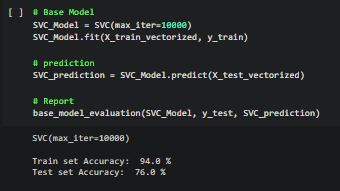 [ ] # Base Model
SVC_Model = SVC(max_iter=10000)
SVC_Model.fit(X_train_vectorized, y_train)
# prediction
SVC_prediction = SVC_Model.predict(X_test_vectorized)
# Report
base_model_evaluation(SVC_Model, y_test, SVC_prediction)
SVC(max_iter=10000)
Train set Accuracy:  94.0 %
Test set Accuracy:  76.0 %